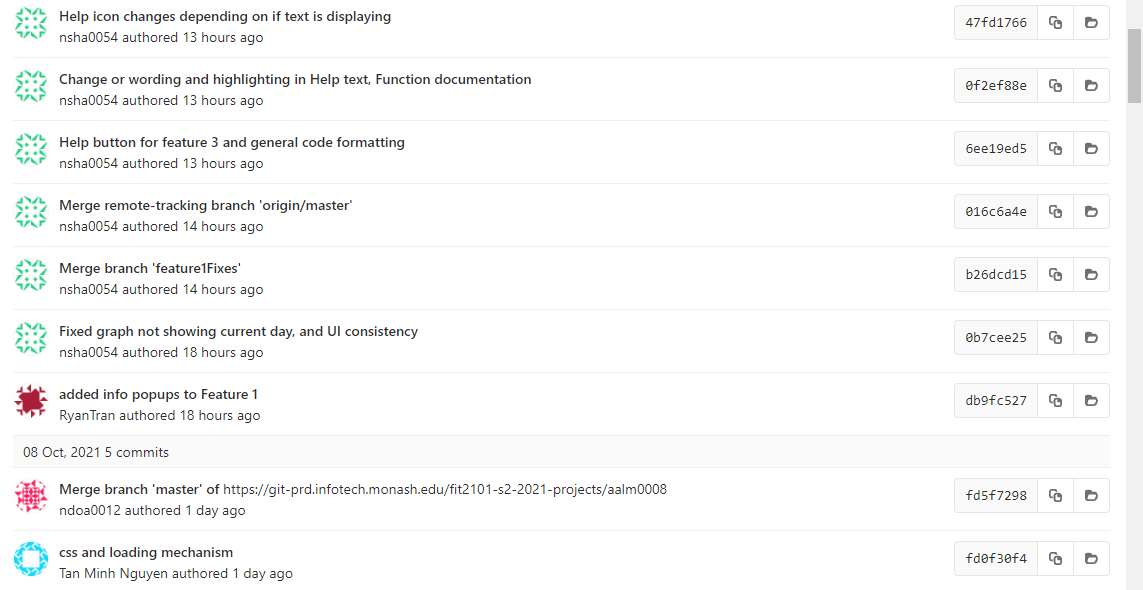 Help icon changes depending on if text is displaying
nsha0054 authored 13 hours ago
47fd1766
Change or wording and highlighting in Help text, Function documentation
nsha0054 authored 13 hours ago
0f2ef88e
Help button for feature 3 and general code formatting
nsha0054 authored 13 hours ago
6ee19ed5
Merge remote-tracking branch 'origin/master'
nsha0054 authored 14 hours ago
016c6a4e
Merge branch 'feature1Fixes'
nsha0054 authored 14 hours ago
b26dcd15
Fixed graph not showing current day, and UI consistency
nsha0054 authored 18 hours ago
0b7cee25
added info popups to Feature 1
RyanTran authored 18 hours ago
db9fc527
08 Oct, 2021 5 commits
Merge branch 'master' of https://git-prd.infotech.monash.edu/fit2101-s2-2021-projects/aalm0008
ndoa0012 authored 1 day ago
fd5f7298
css and loading mechanism
Tan Minh Nguyen authored 1 day ago
fd0f30f4